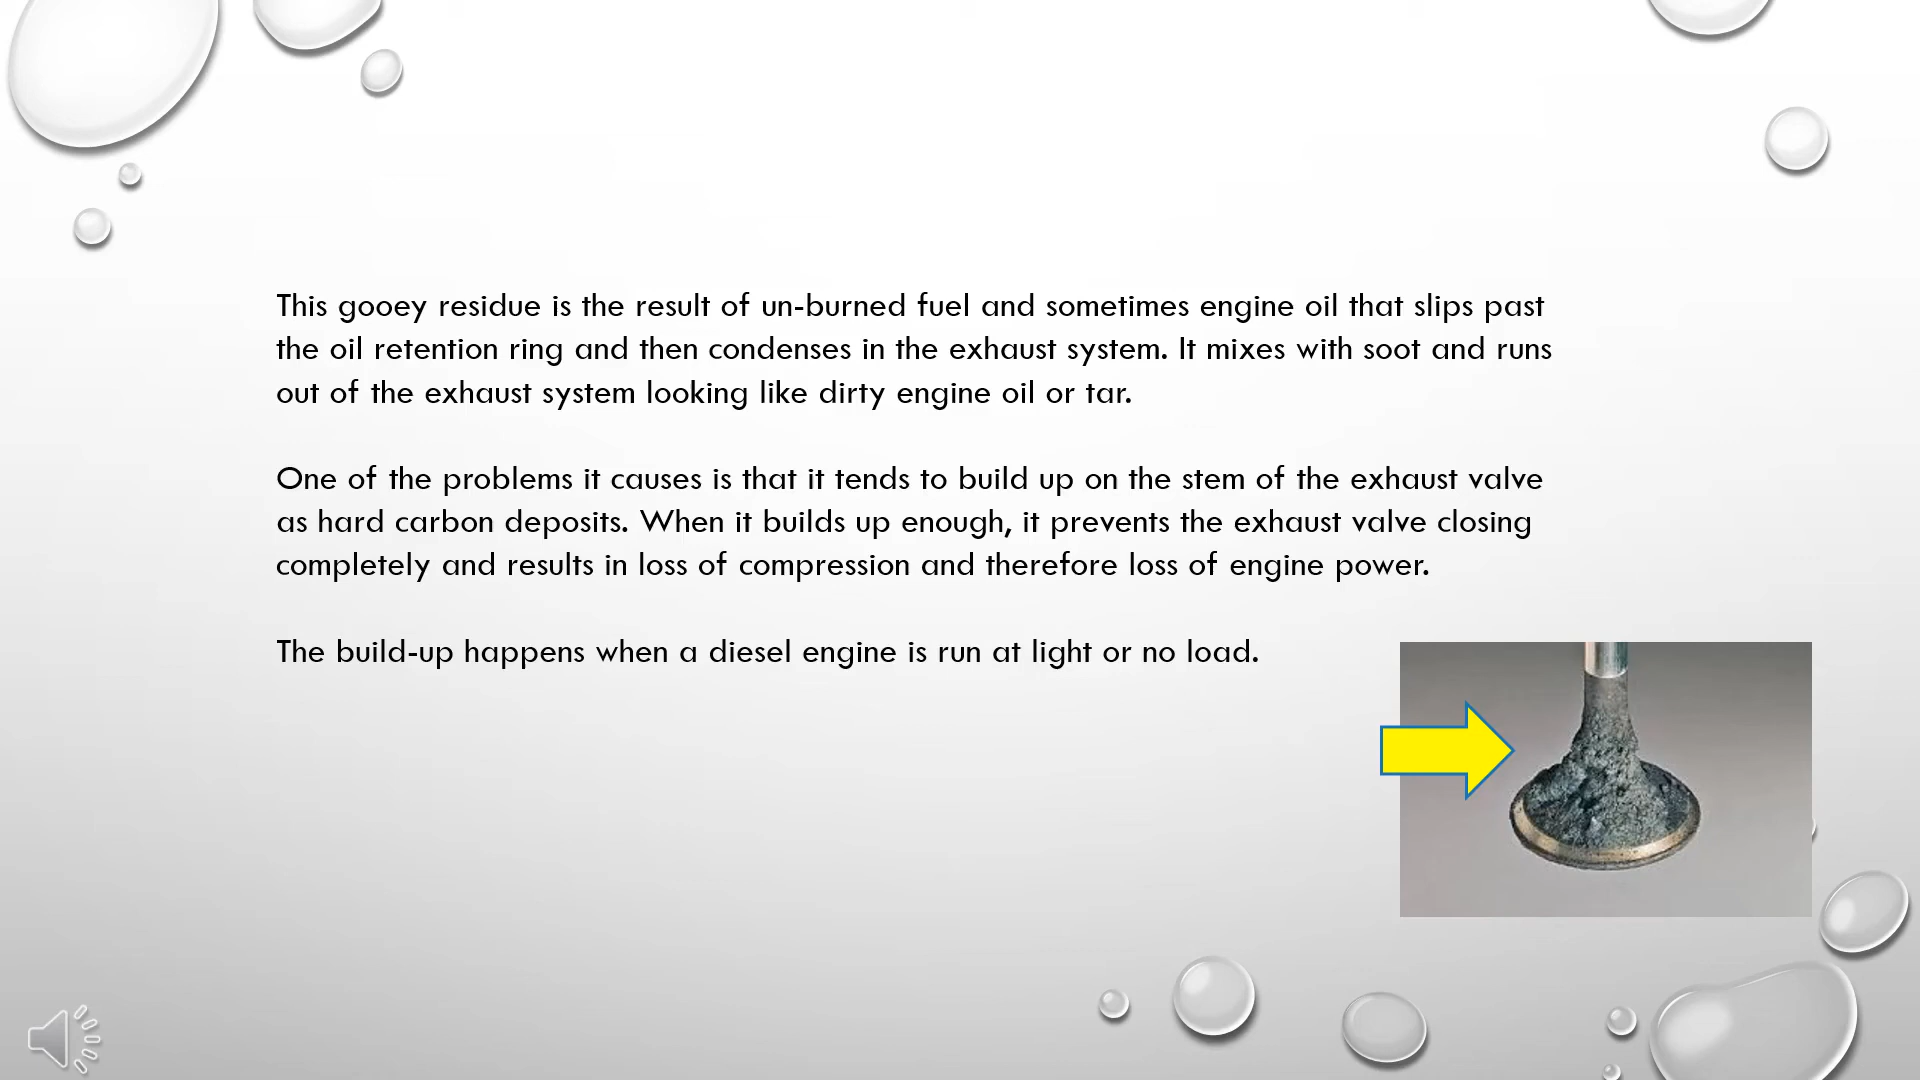 This gooey residue is the result of un-burned fuel and sometimes engine oil that slips past
the oil retention ring and then condenses in the exhaust system. It mixes with soot and runs
out of the exhaust system looking like dirty engine oil or tar.
One of the problems it causes is that it tends to build up on the stem of the exhaust valve
as hard carbon deposits. When it builds up enough, it prevents the exhaust valve closing
completely and results in loss of compression and therefore loss of engine power.
The build-up happens when a diesel engine is run at light or no load.